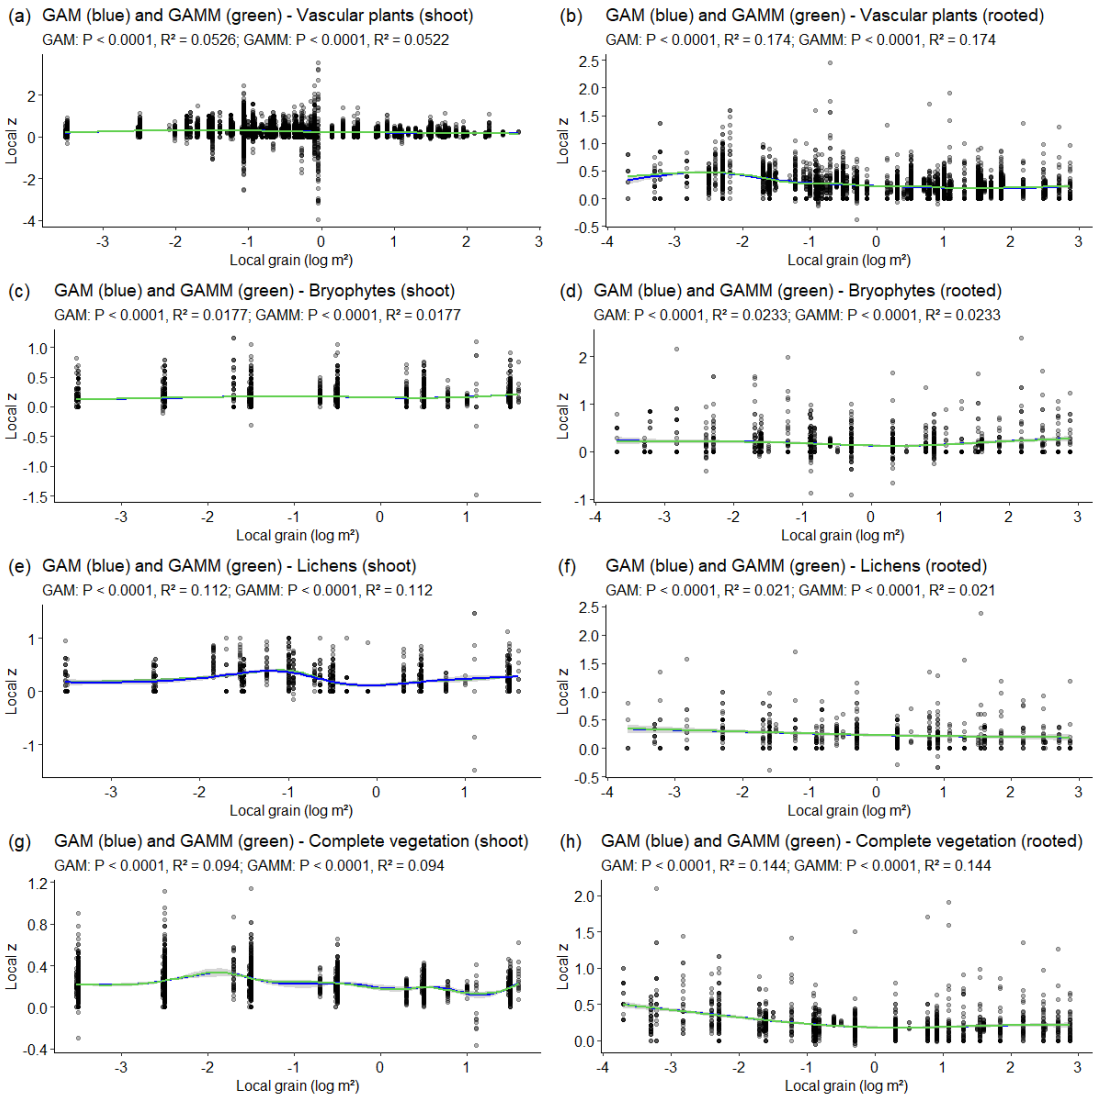 (a) GAM (blue) and GAMM (green) - Vascular plants (shoot)
GAM: P < 0.0001, R² = 0.0526; GAMM: P < 0.0001, R² = 0.0522
Local z
2
0
-2
-4
-3 -2 -1 0 1 2 3
Local grain (log m²)
(b) GAM (blue) and GAMM (green) - Vascular plants (rooted)
GAM: P < 0.0001, R² = 0.174; GAMM: P < 0.0001, R² = 0.174
Local z
2.5
2.0
1.5
1.0
0.5
0.0
-0.5
-4 -3 -2 -1 0 1 2 3
Local grain (log m²)
(c) GAM (blue) and GAMM (green) - Bryophytes (shoot)
GAM: P < 0.0001, R² = 0.0177; GAMM: P < 0.0001, R² = 0.0177
Local z
1.0
0.5
0.0
-0.5
-1.0
-1.5
-3 -2 -1 0 1
Local grain (log m²)
(d) GAM (blue) and GAMM (green) - Bryophytes (rooted)
GAM: P < 0.0001, R² = 0.0233; GAMM: P < 0.0001, R² = 0.0233
Local z
2
1
0
-1
-4 -3 -2 -1 0 1 2 3
Local grain (log m²)
(e) GAM (blue) and GAMM (green) - Lichens (shoot)
GAM: P < 0.0001, R² = 0.112; GAMM: P < 0.0001, R² = 0.112
Local z
1
0
-1
-3 -2 -1 0 1
Local grain (log m²)
(f) GAM (blue) and GAMM (green) - Lichens (rooted)
GAM: P < 0.0001, R² = 0.021; GAMM: P < 0.0001, R² = 0.021
Local z
2.5
2.0
1.5
1.0
0.5
0.0
-0.5
-4 -3 -2 -1 0 1 2 3
Local grain (log m²)
(g) GAM (blue) and GAMM (green) - Complete vegetation (shoot)
GAM: P < 0.0001, R² = 0.094; GAMM: P < 0.0001, R² = 0.094
Local z
1.2
0.8
0.4
0.0
-0.4
-3 -2 -1 0 1
Local grain (log m²)
(h) GAM (blue) and GAMM (green) - Complete vegetation (rooted)
GAM: P < 0.0001, R² = 0.144; GAMM: P < 0.0001, R² = 0.144
Local z
2.0
1.5
1.0
0.5
0.0
-4 -3 -2 -1 0 1 2 3
Local grain (log m²)